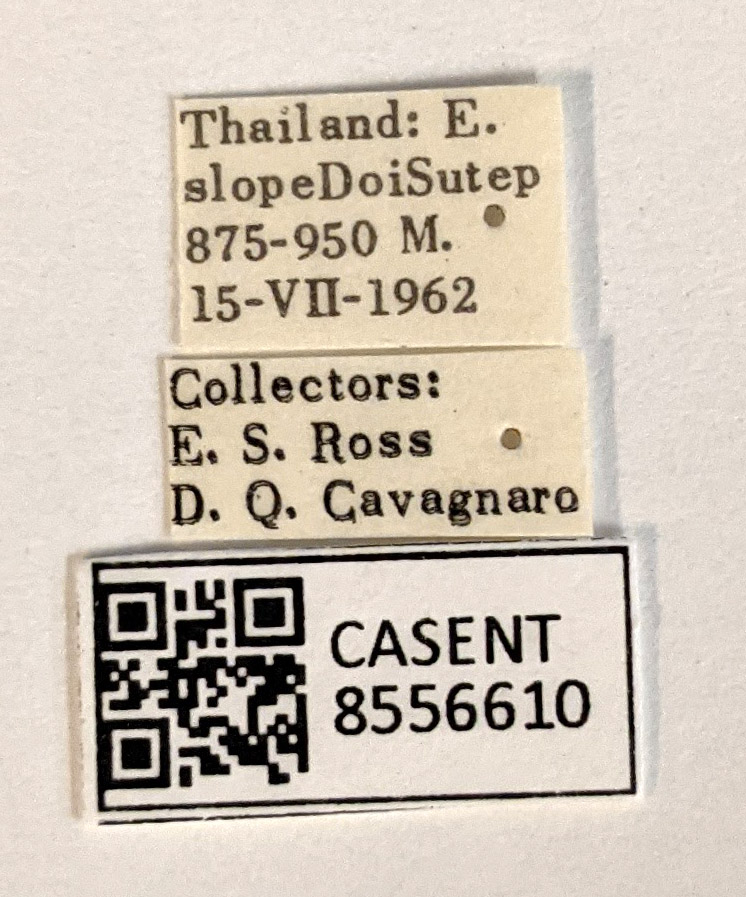 Thailand: E.
slopeDoiSutep
875-950 M.
15-VII-1962
Collectors:
E. S. Ross
D. Q. Cavagnaro
CASENT
8556610